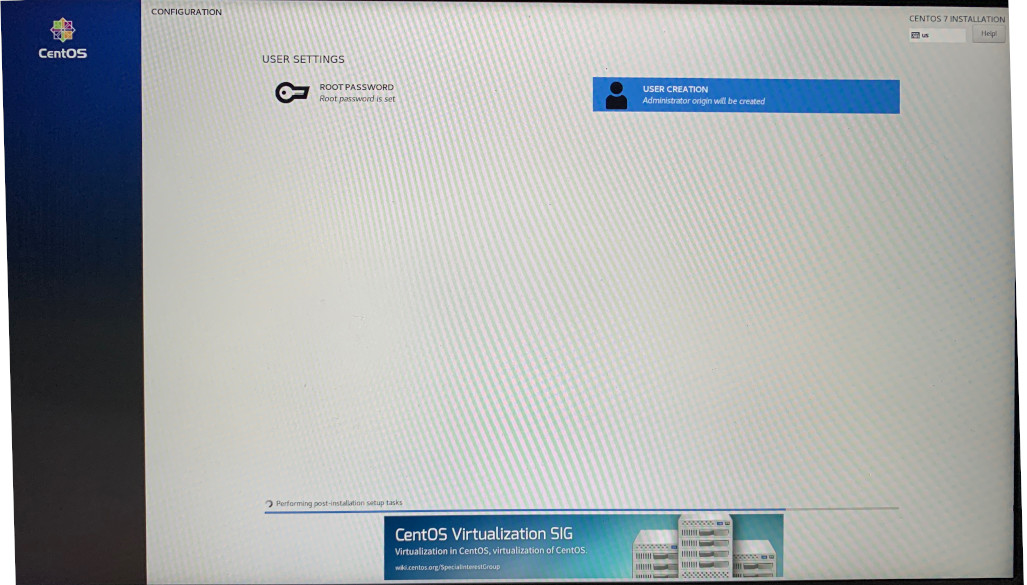 CentOS
CONFIGURATION
CENTOS 7 INSTALLATION
us
Help!
USER SETTINGS
ROOT PASSWORD
Root password is set
USER CREATION
Administrator origin will be created
Performing post-installation setup tasks
CentOS Virtualization SIG
Virtualization in CentOS, virtualization of CentOS.
wiki.centos.org/SpecialInterestGroup